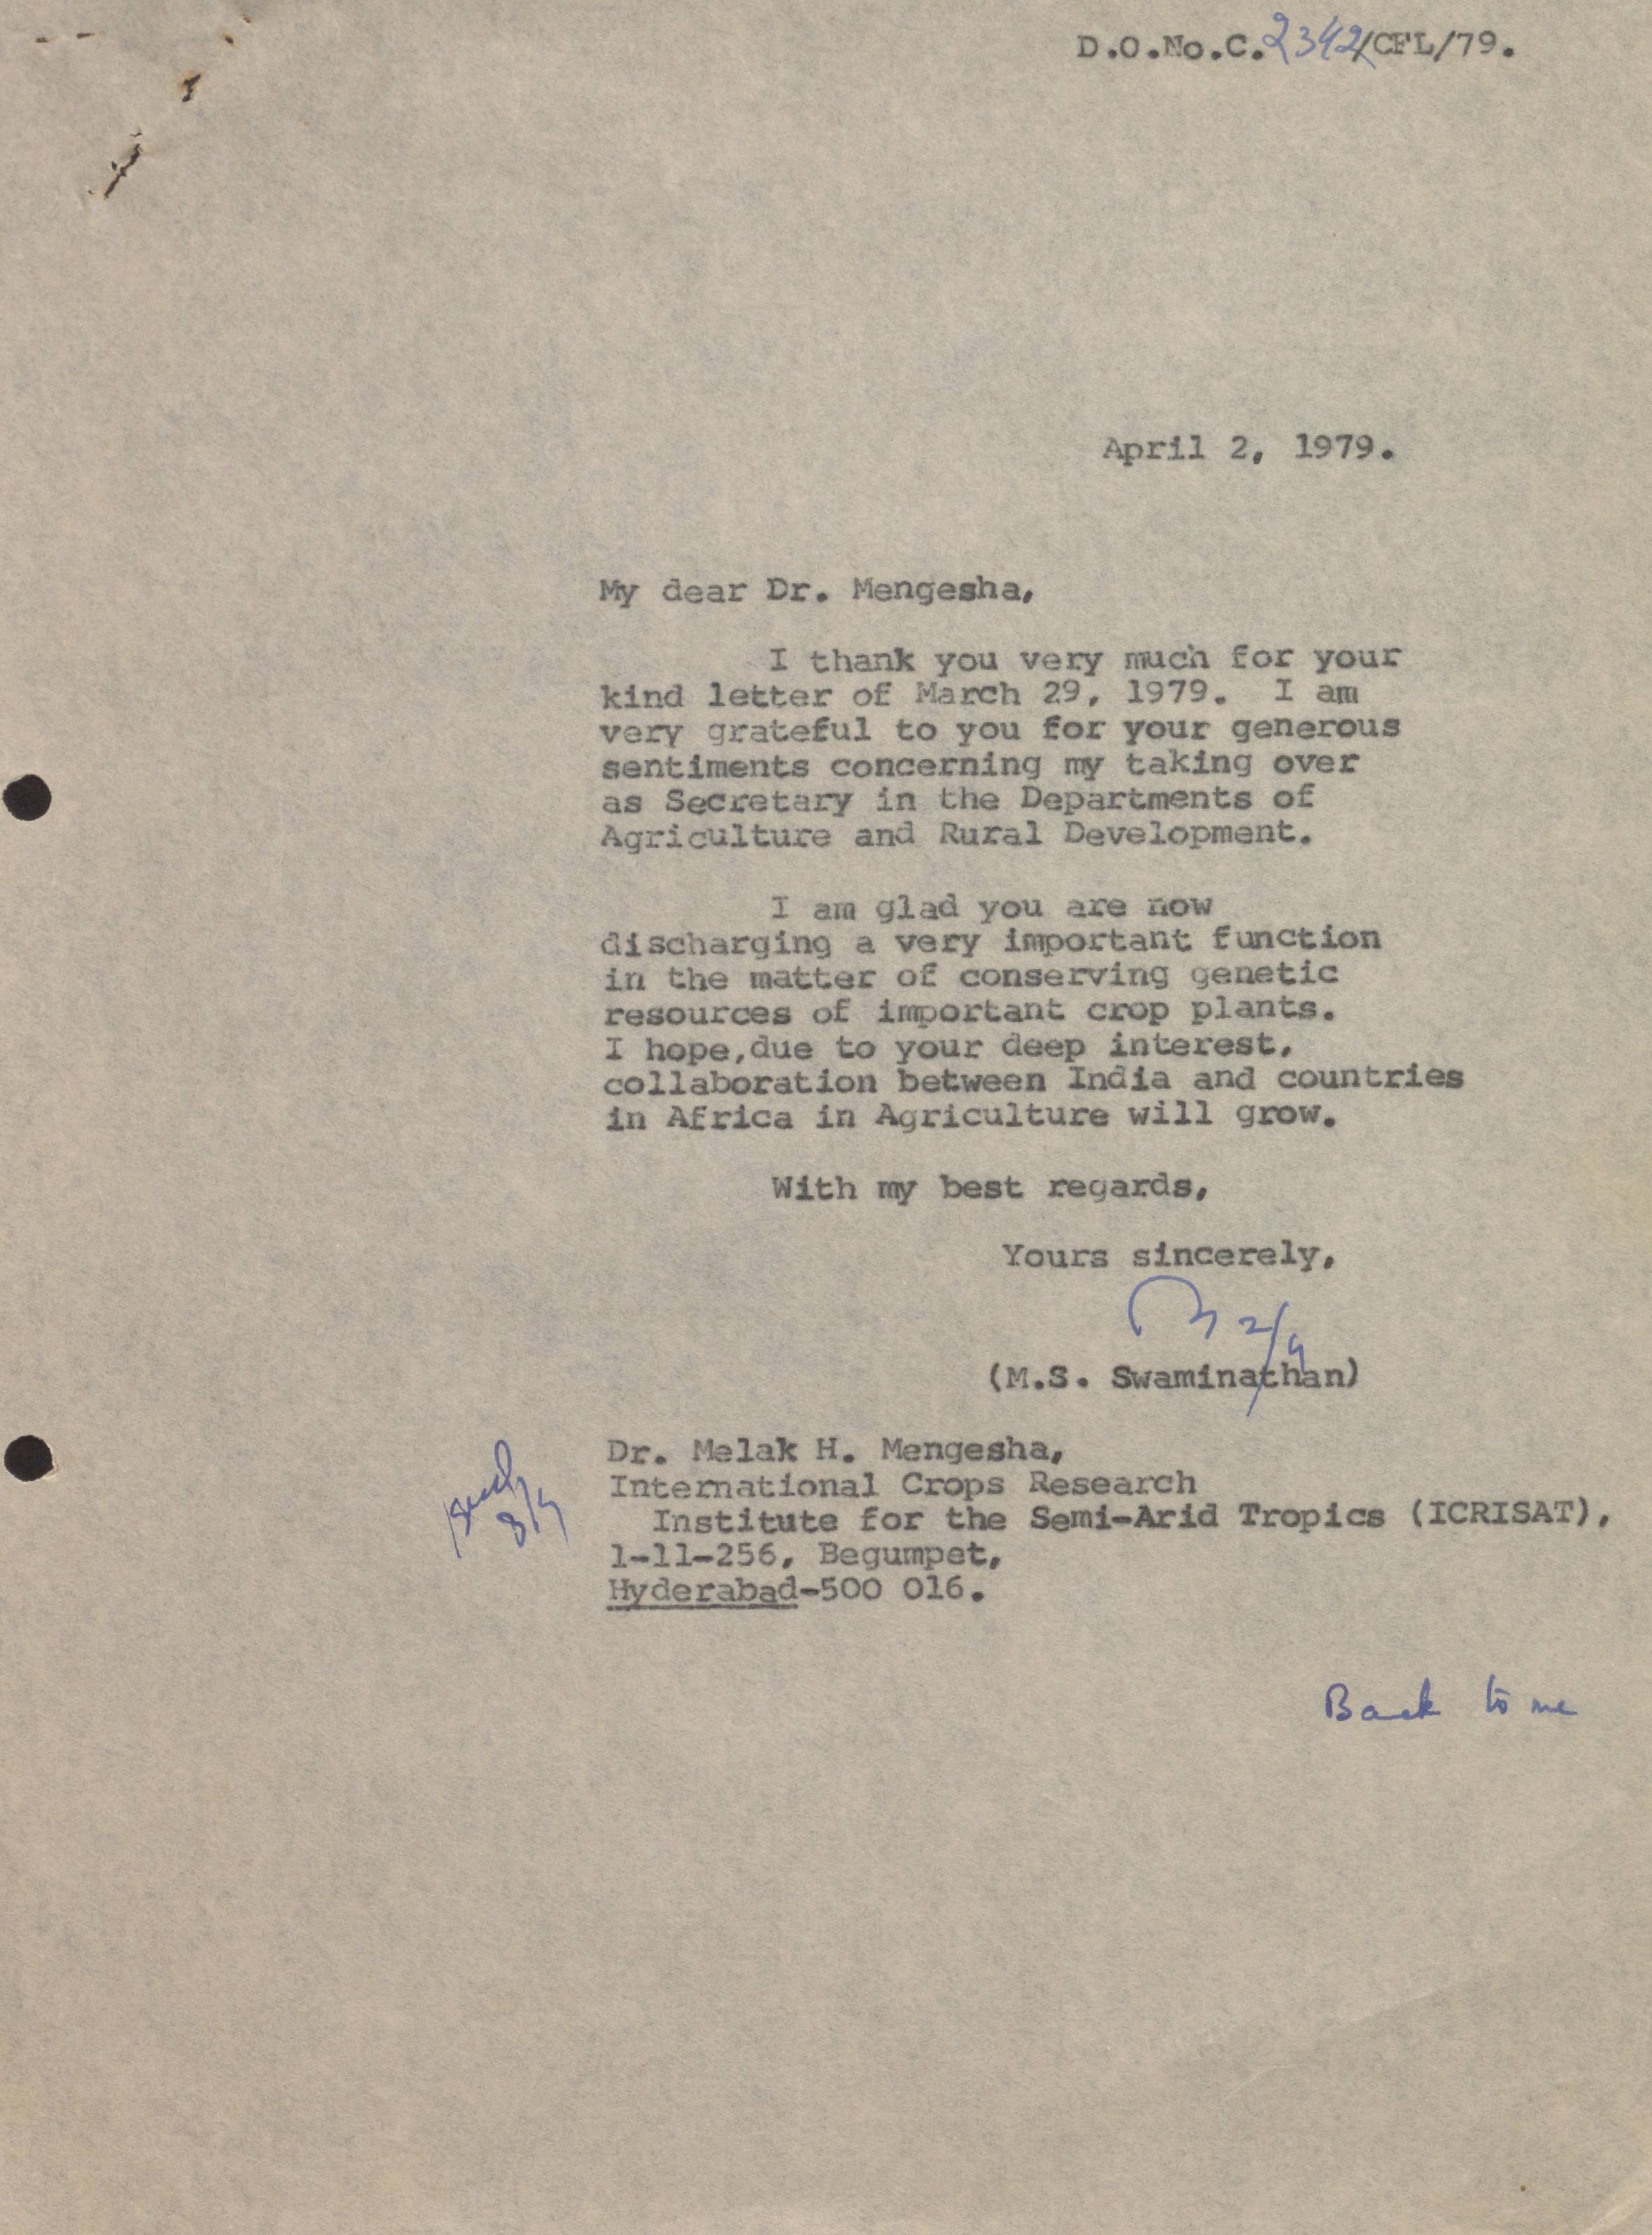 D.O.No.C.2342/CFL/79.
April 2, 1979.
My dear Dr. Mengesha,
I thank you very much for your
kind letter of March 29, 1979. I am
very grateful to you for your generous
sentiments concerning my taking over
as Secretary in the Departments of
Agriculture and Rural Development.
I am glad you are now
discharging a very important function
in the matter of conserving genetic
resources of important crop plants.
I hope,due to your deep interest,
collaboration between India and countries
in Africa in Agriculture will grow.
With my best regards,
Yours sincerely,
2/4
(M.S. Swaminathan)
Dr. Melak H. Mengesha,
International Crops Research
Institute for the Semi-Arid Tropics (ICRISAT),
1-11-256, Begumpet,
Hyderabad-500 016.
Back to me